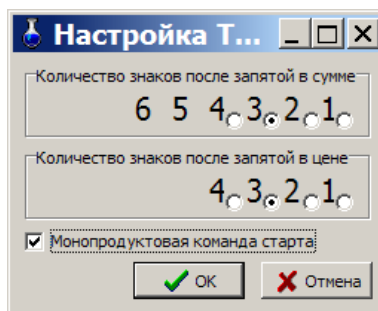 Настройка Т...
Количество знаков после запятой в сумме
6 5 4 3 2 1
Количество знаков после запятой в цене
4 3 2 1
Монопродуктовая команда старта
ОК Отмена